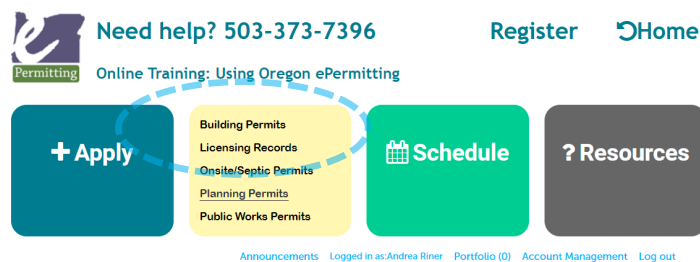 e
Permitting
Need help? 503-373-7396
Register
Home
Online Training: Using Oregon ePermitting
+ Apply
Building Permits
Licensing Records
Onsite/Septic Permits
Planning Permits
Public Works Permits
Schedule
? Resources
Announcements Logged in as:Andrea Riner Portfolio (0) Account Management Log out